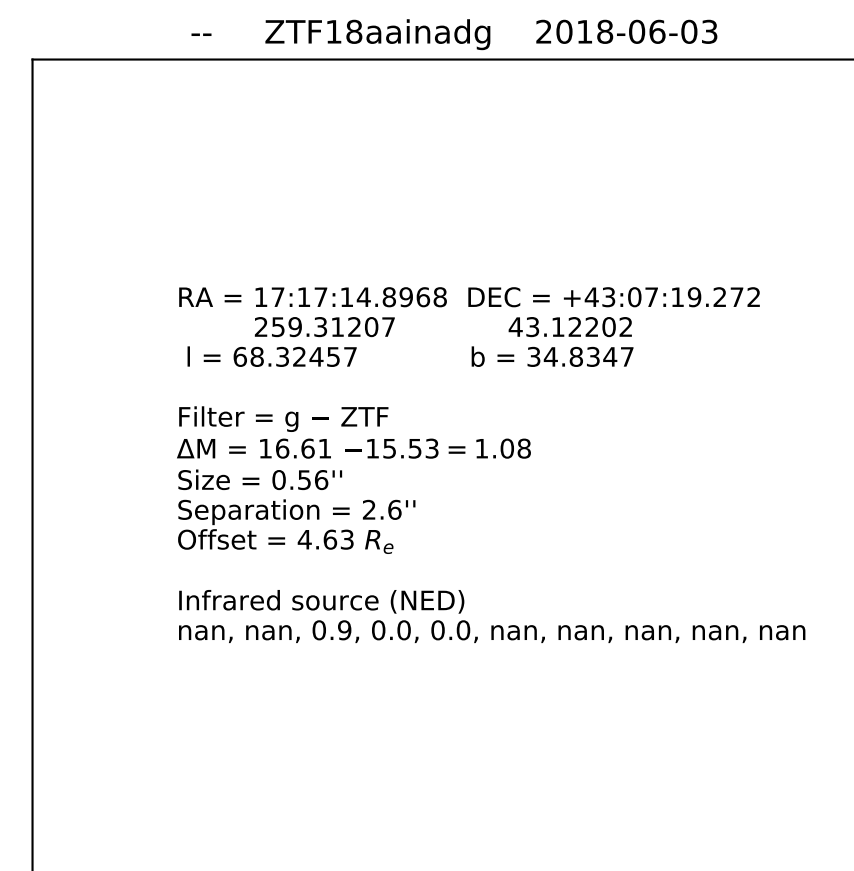 -- ZTF18aainadg 2018-06-03
RA = 17:17:14.8968 DEC = +43:07:19.272
259.31207 43.12202
l = 68.32457 b = 34.8347
Filter = g − ZTF
ΔM = 16.61 −15.53 = 1.08
Size = 0.56''
Separation = 2.6''
Offset = 4.63 Re
Infrared source (NED)
nan, nan, 0.9, 0.0, 0.0, nan, nan, nan, nan, nan